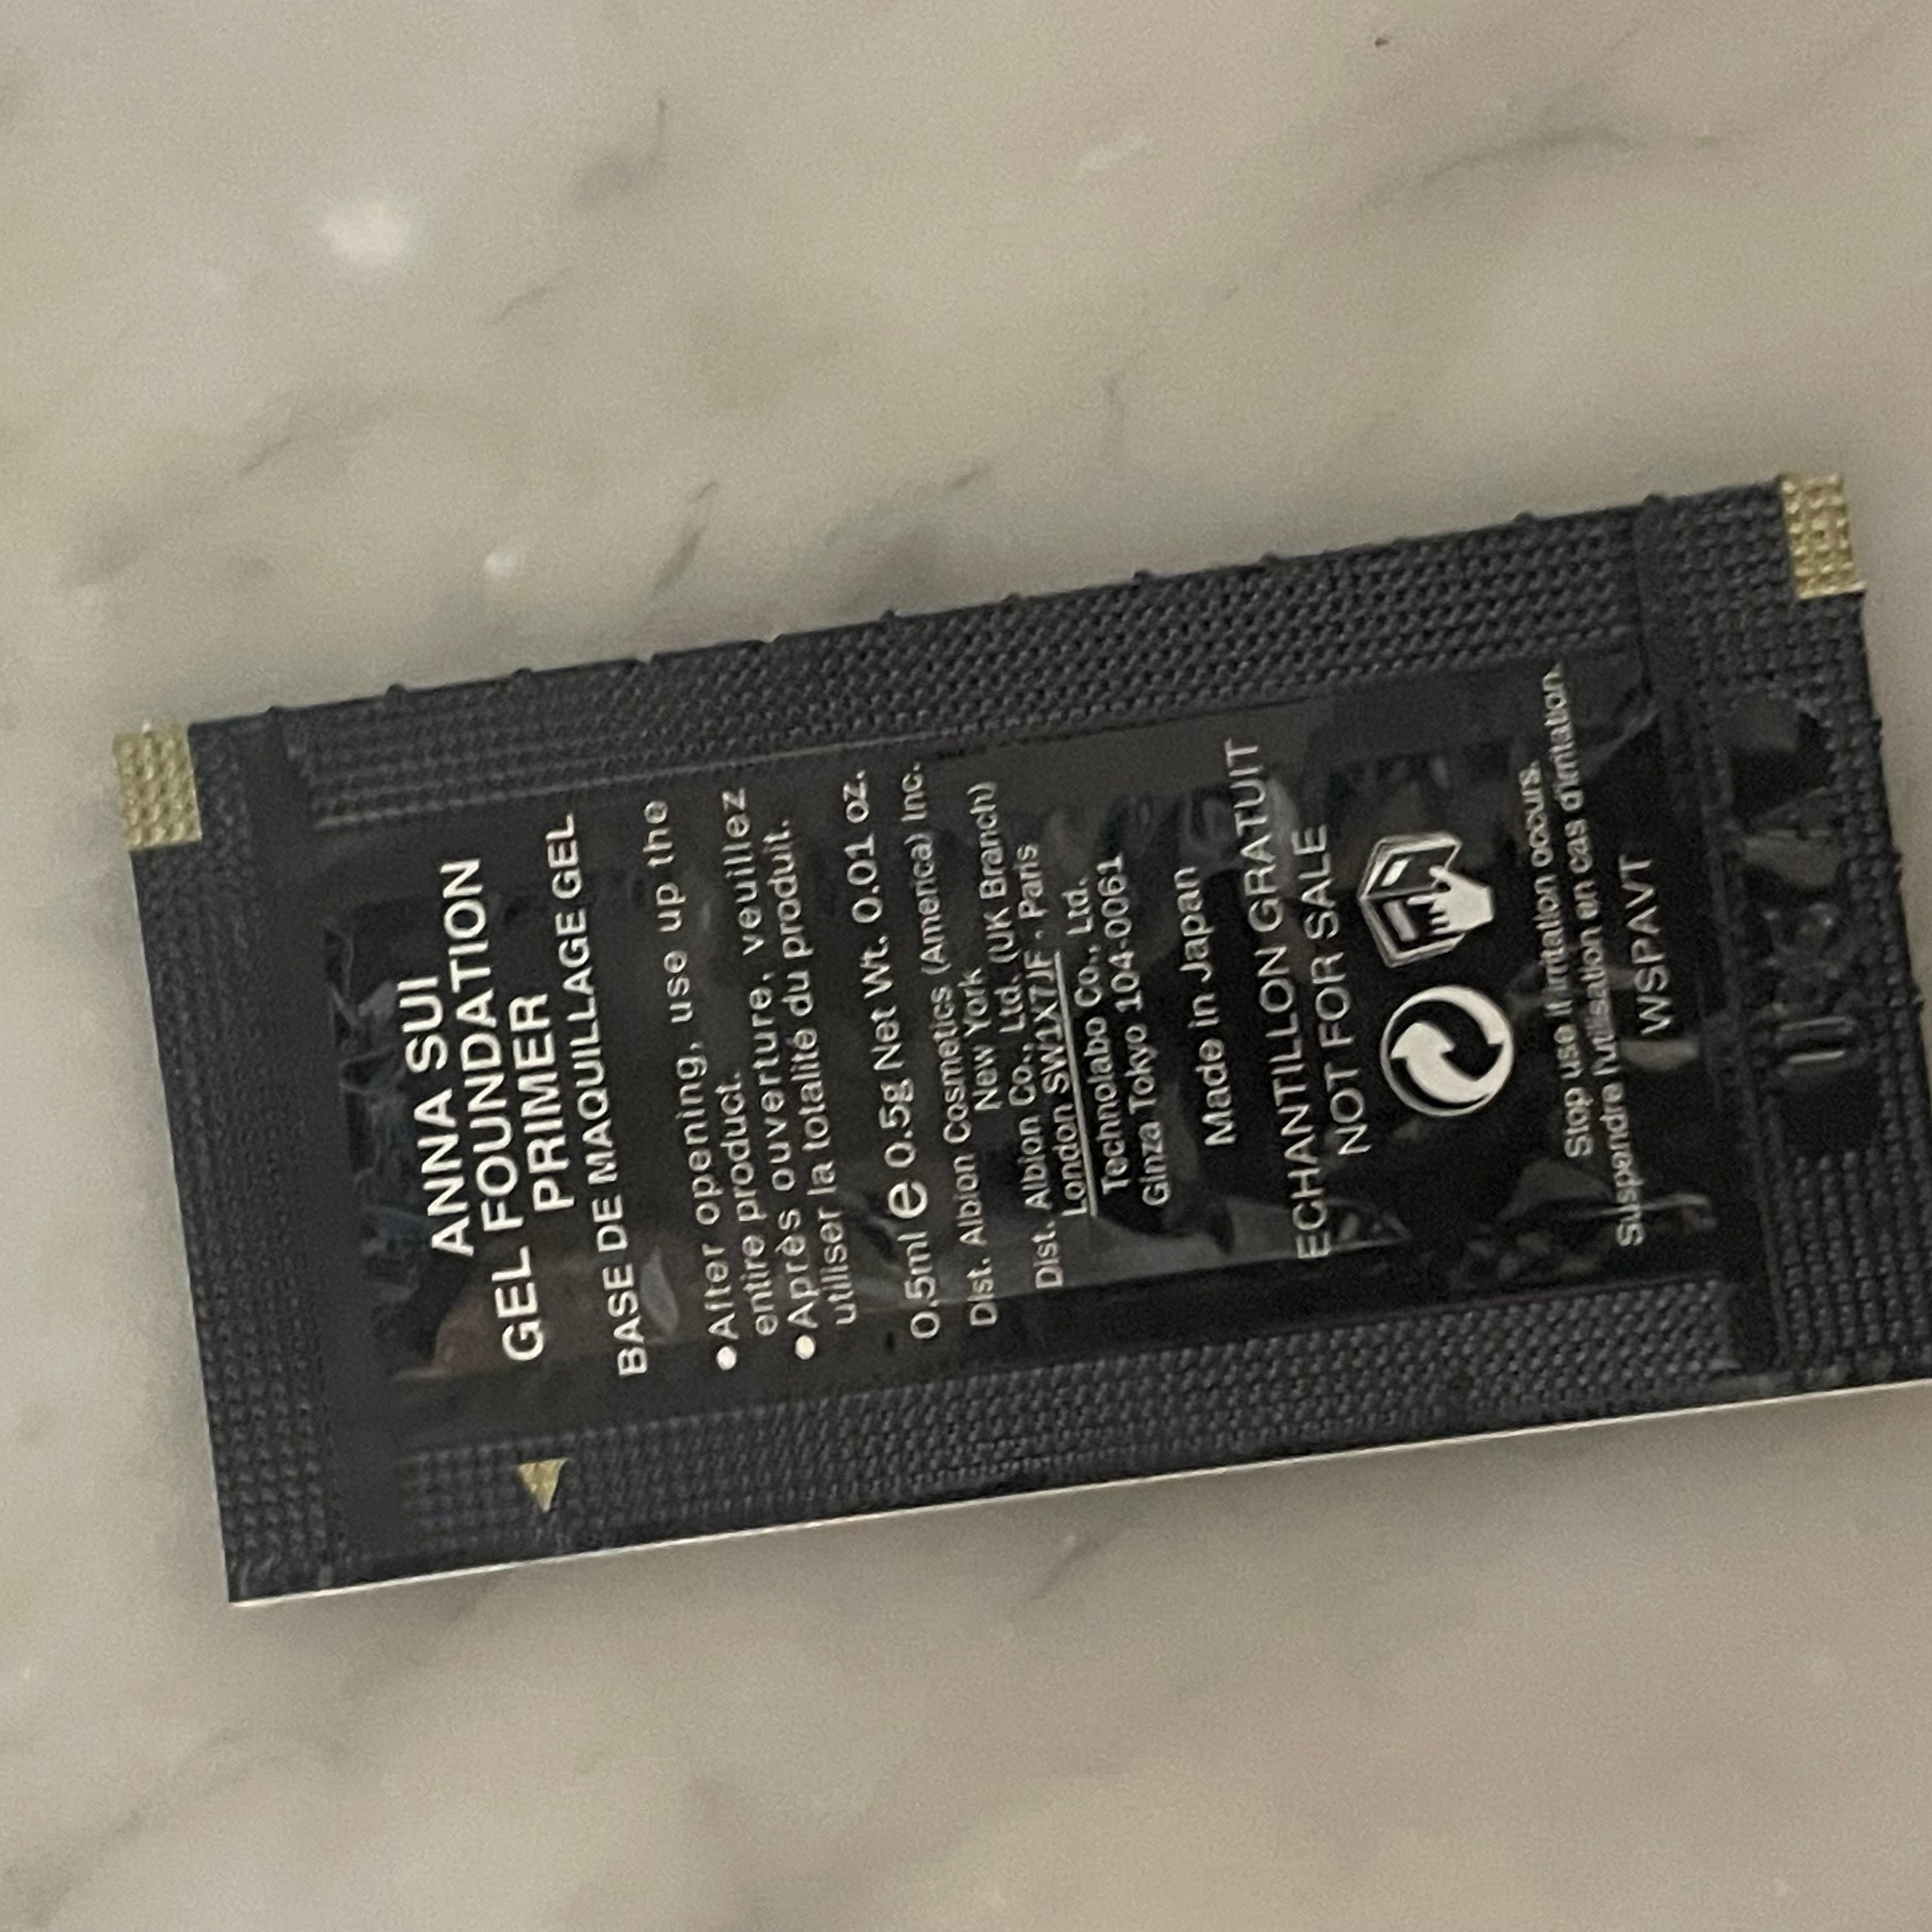 ANNA SUI
GEL FOUNDATION
PRIMER
BASE DE MAQUILLAGE GEL
●After opening, use up the
entire product.
●Après ouverture, veuillez
utiliser la totalité du produit.
0.5ml e 0.5g Net Wt. 0.01 oz.
Dist. Albion Cosmetics (America) Inc.
New York
Dist. Albion Co., Ltd. (UK Branch)
London SW1X7JF . Paris
Technolabo Co., Ltd.
Ginza Tokyo 104-0061
Made in Japan
ECHANTILLON GRATUIT
NOT FOR SALE
Stop use if irritation occurs.
Suspendre l'utilisation en cas d'irritation.
WSPAVT